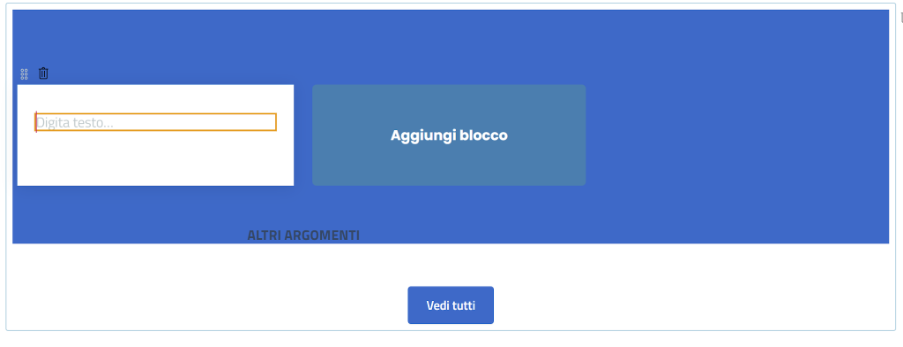 Digita testo...
Aggiungi blocco
ALTRI ARGOMENTI
Vedi tutti